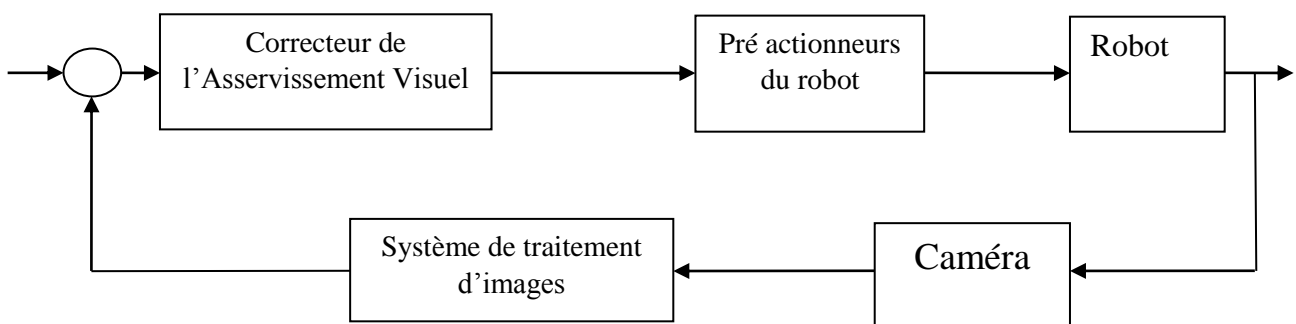 Correcteur de
l’Asservissement Visuel
Pré actionneurs
du robot
Robot
Système de traitement
d’images
Caméra